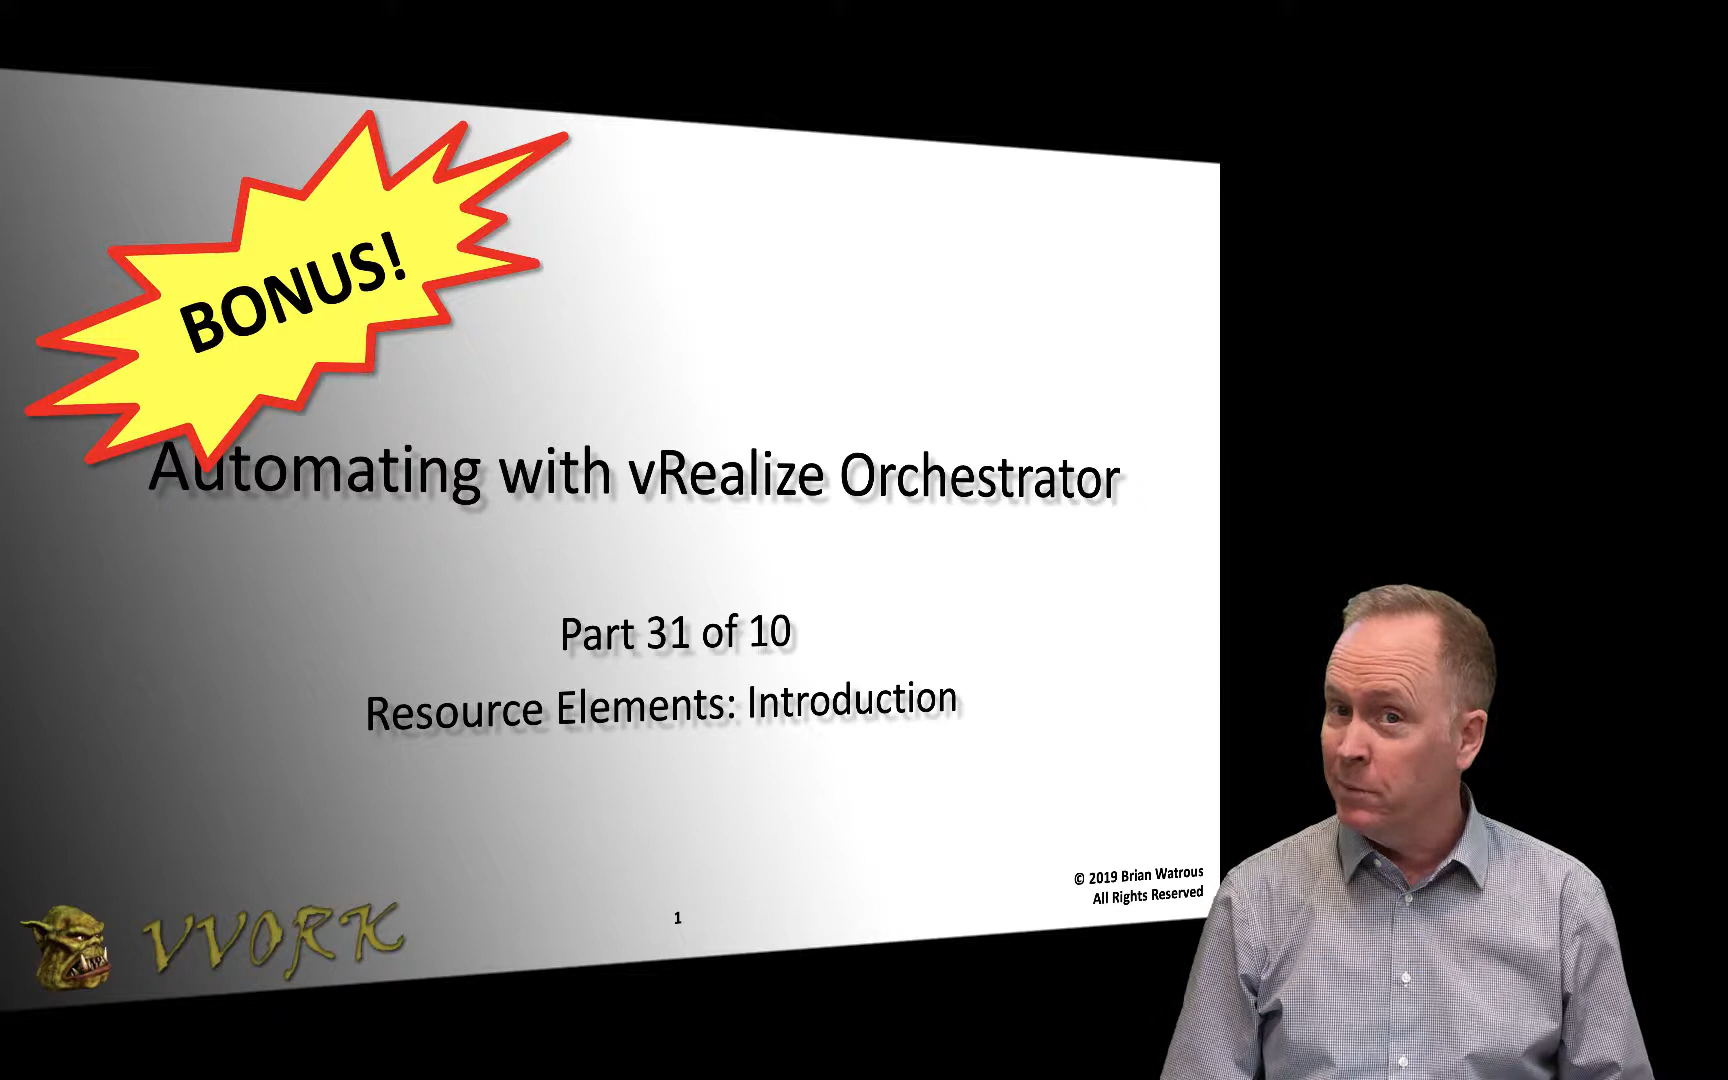 BONUS!
Automating with vRealize Orchestrator
Part 31 of 10
Resource Elements: Introduction
© 2019 Brian Watrous
All Rights Reserved
1
VVORK